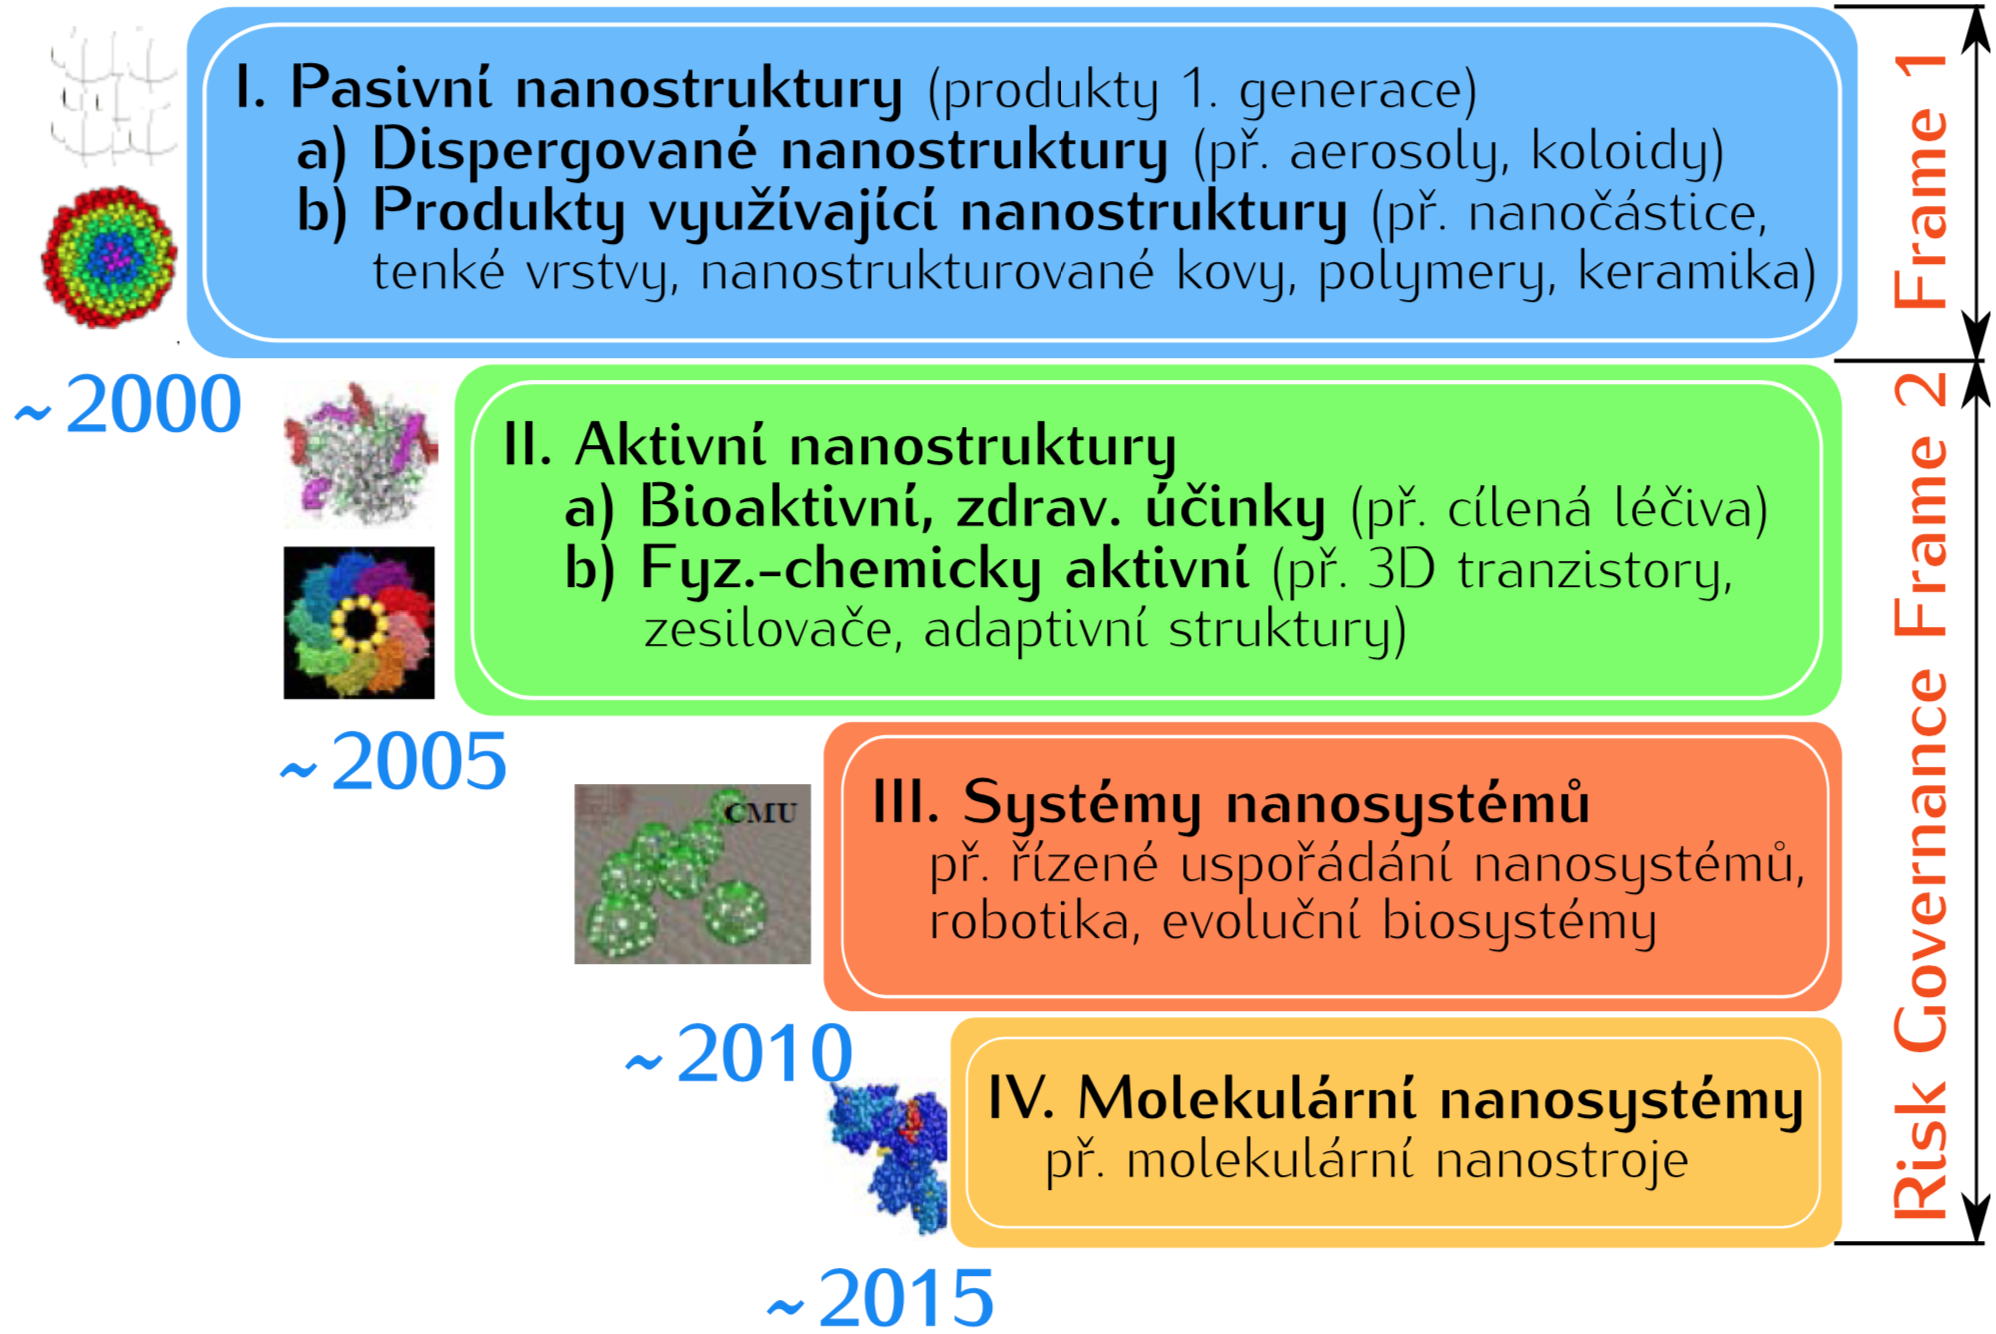 I. Pasivní nanostruktury (produkty 1. generace)
a) Dispergované nanostruktury (př. aerosoly, koloidy)
b) Produkty využívající nanostruktury (př. nanočástice,
tenké vrstvy, nanostrukturované kovy, polymery, keramika)
Frame 1
~2000
II. Aktivní nanostruktury
a) Bioaktivní, zdrav. účinky (př. cílená léčiva)
b) Fyz.-chemicky aktivní (př. 3D tranzistory,
zesilovače, adaptivní struktury)
~2005
CMU
III. Systémy nanosystémů
př. řízené uspořádání nanosystémů,
robotika, evoluční biosystémy
~2010
IV. Molekulární nanosystémy
př. molekulární nanostroje
~2015
Risk Governance Frame 2